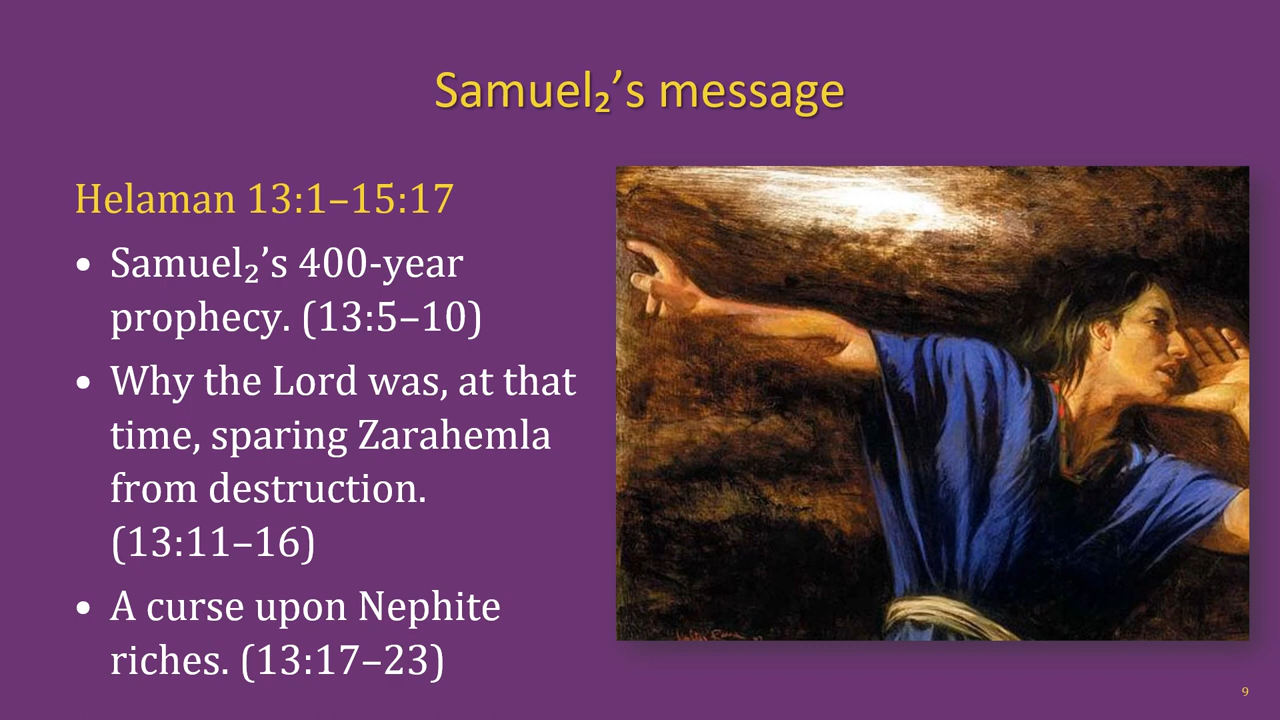 Samuel₂’s message
Helaman 13:1–15:17
• Samuel₂’s 400-year
prophecy. (13:5–10)
• Why the Lord was, at that
time, sparing Zarahemla
from destruction.
(13:11–16)
• A curse upon Nephite
riches. (13:17–23)
9